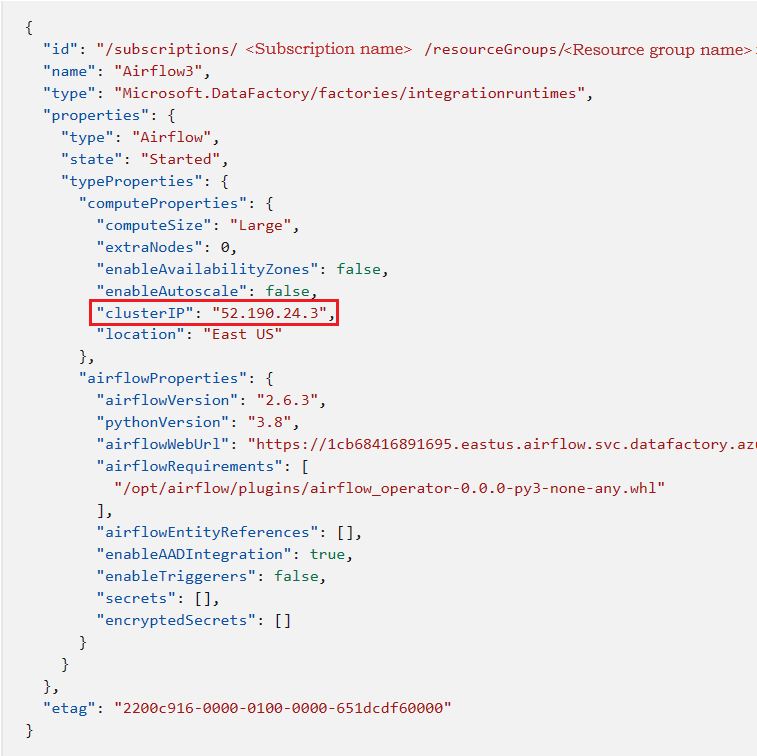 {
"id": "/subscriptions/ <Subscription name> /resourceGroups/<Resource group name>
"name": "Airflow3",
"type": "Microsoft.DataFactory/factories/integrationruntimes",
"properties": {
"type": "Airflow",
"state": "Started",
"typeProperties": {
"computeProperties": {
"computeSize": "Large",
"extraNodes": 0,
"enableAvailabilityZones": false,
"enableAutoscale": false,
"clusterIP": "52.190.24.3",
"location": "East US"
},
"airflowProperties": {
"airflowVersion": "2.6.3",
"pythonVersion": "3.8",
"airflowWebUrl": "https://1cb68416891695.eastus.airflow.svc.datafactory.azu
"airflowRequirements": [
"/opt/airflow/plugins/airflow_operator-0.0.0-py3-none-any.whl"
],
"airflowEntityReferences": [],
"enableAADIntegration": true,
"enableTriggerers": false,
"secrets": [],
"encryptedSecrets": []
}
}
},
"etag": "2200c916-0000-0100-0000-651dcdf60000"
}